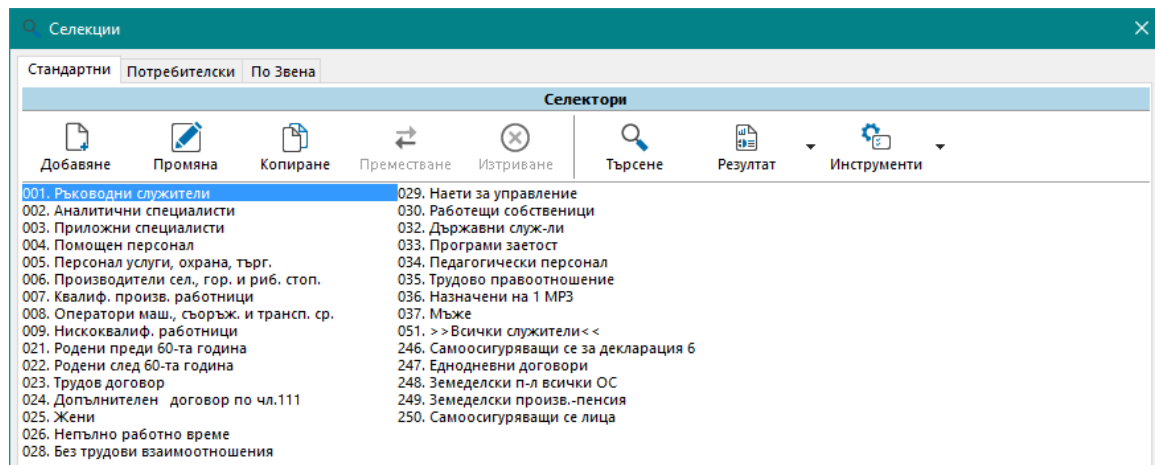 Селекции
Стандартни Потребителски По Звена
Селектори
Добавяне Промяна Копиране Преместване Изтриване Търсене Резултат Инструменти
001. Ръководни служители
002. Аналитични специалисти
003. Приложни специалисти
004. Помощен персонал
005. Персонал услуги, охрана, търг.
006. Производители сел., гор. и риб. стоп.
007. Квалиф. произв. работници
008. Оператори маш., съоръж. и трансп. ср.
009. Нискоквалиф. работници
021. Родени преди 60-та година
022. Родени след 60-та година
023. Трудов договор
024. Допълнителен договор по чл.111
025. Жени
026. Непълно работно време
028. Без трудови взаимоотношения
029. Наети за управление
030. Работещи собственици
032. Държавни служ-ли
033. Програми заетост
034. Педагогически персонал
035. Трудово правоотношение
036. Назначени на 1 МРЗ
037. Мъже
051. >>Всички служители<<
246. Самоосигуряващи се за декларация 6
247. Еднодневни договори
248. Земеделски п-л всички ОС
249. Земеделски произв.-пенсия
250. Самоосигуряващи се лица